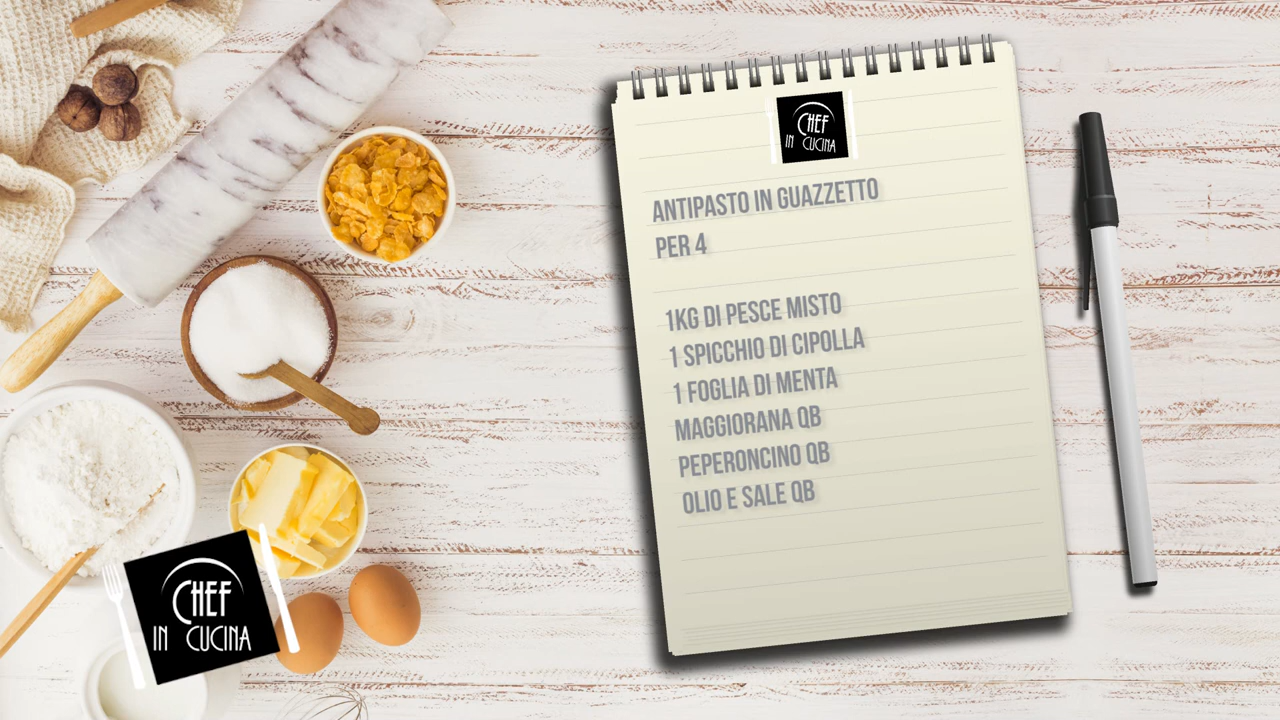 CHEF
IN CUCINA
ANTIPASTO IN GUAZZETTO
PER 4
1KG DI PESCE MISTO
1 SPICCHIO DI CIPOLLA
1 FOGLIA DI MENTA
MAGGIORANA QB
PEPERONCINO QB
OLIO E SALE QB
CHEF
IN CUCINA